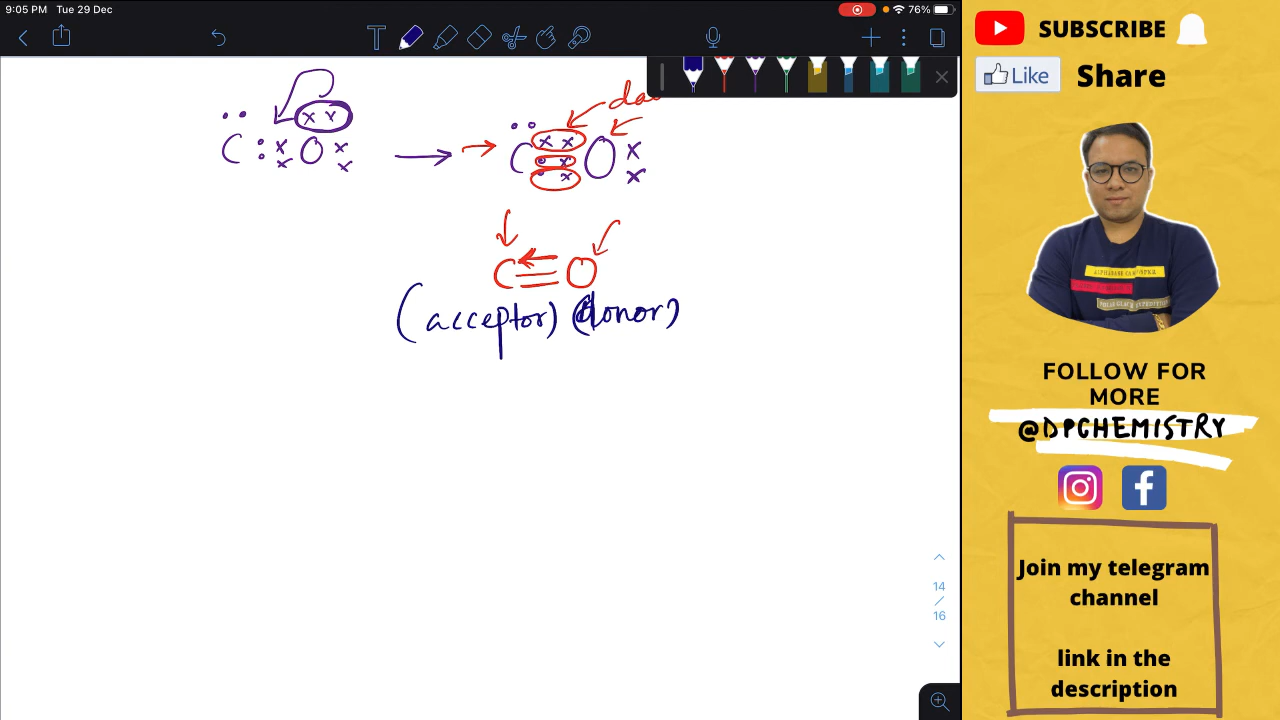 9:05 PM Tue 29 Dec
76%
C O
C O
C O
(acceptor) (donor)
14
/
16
SUBSCRIBE
Like Share
FOLLOW FOR
MORE
@DPCHEMISTRY
Join my telegram
channel
link in the
description